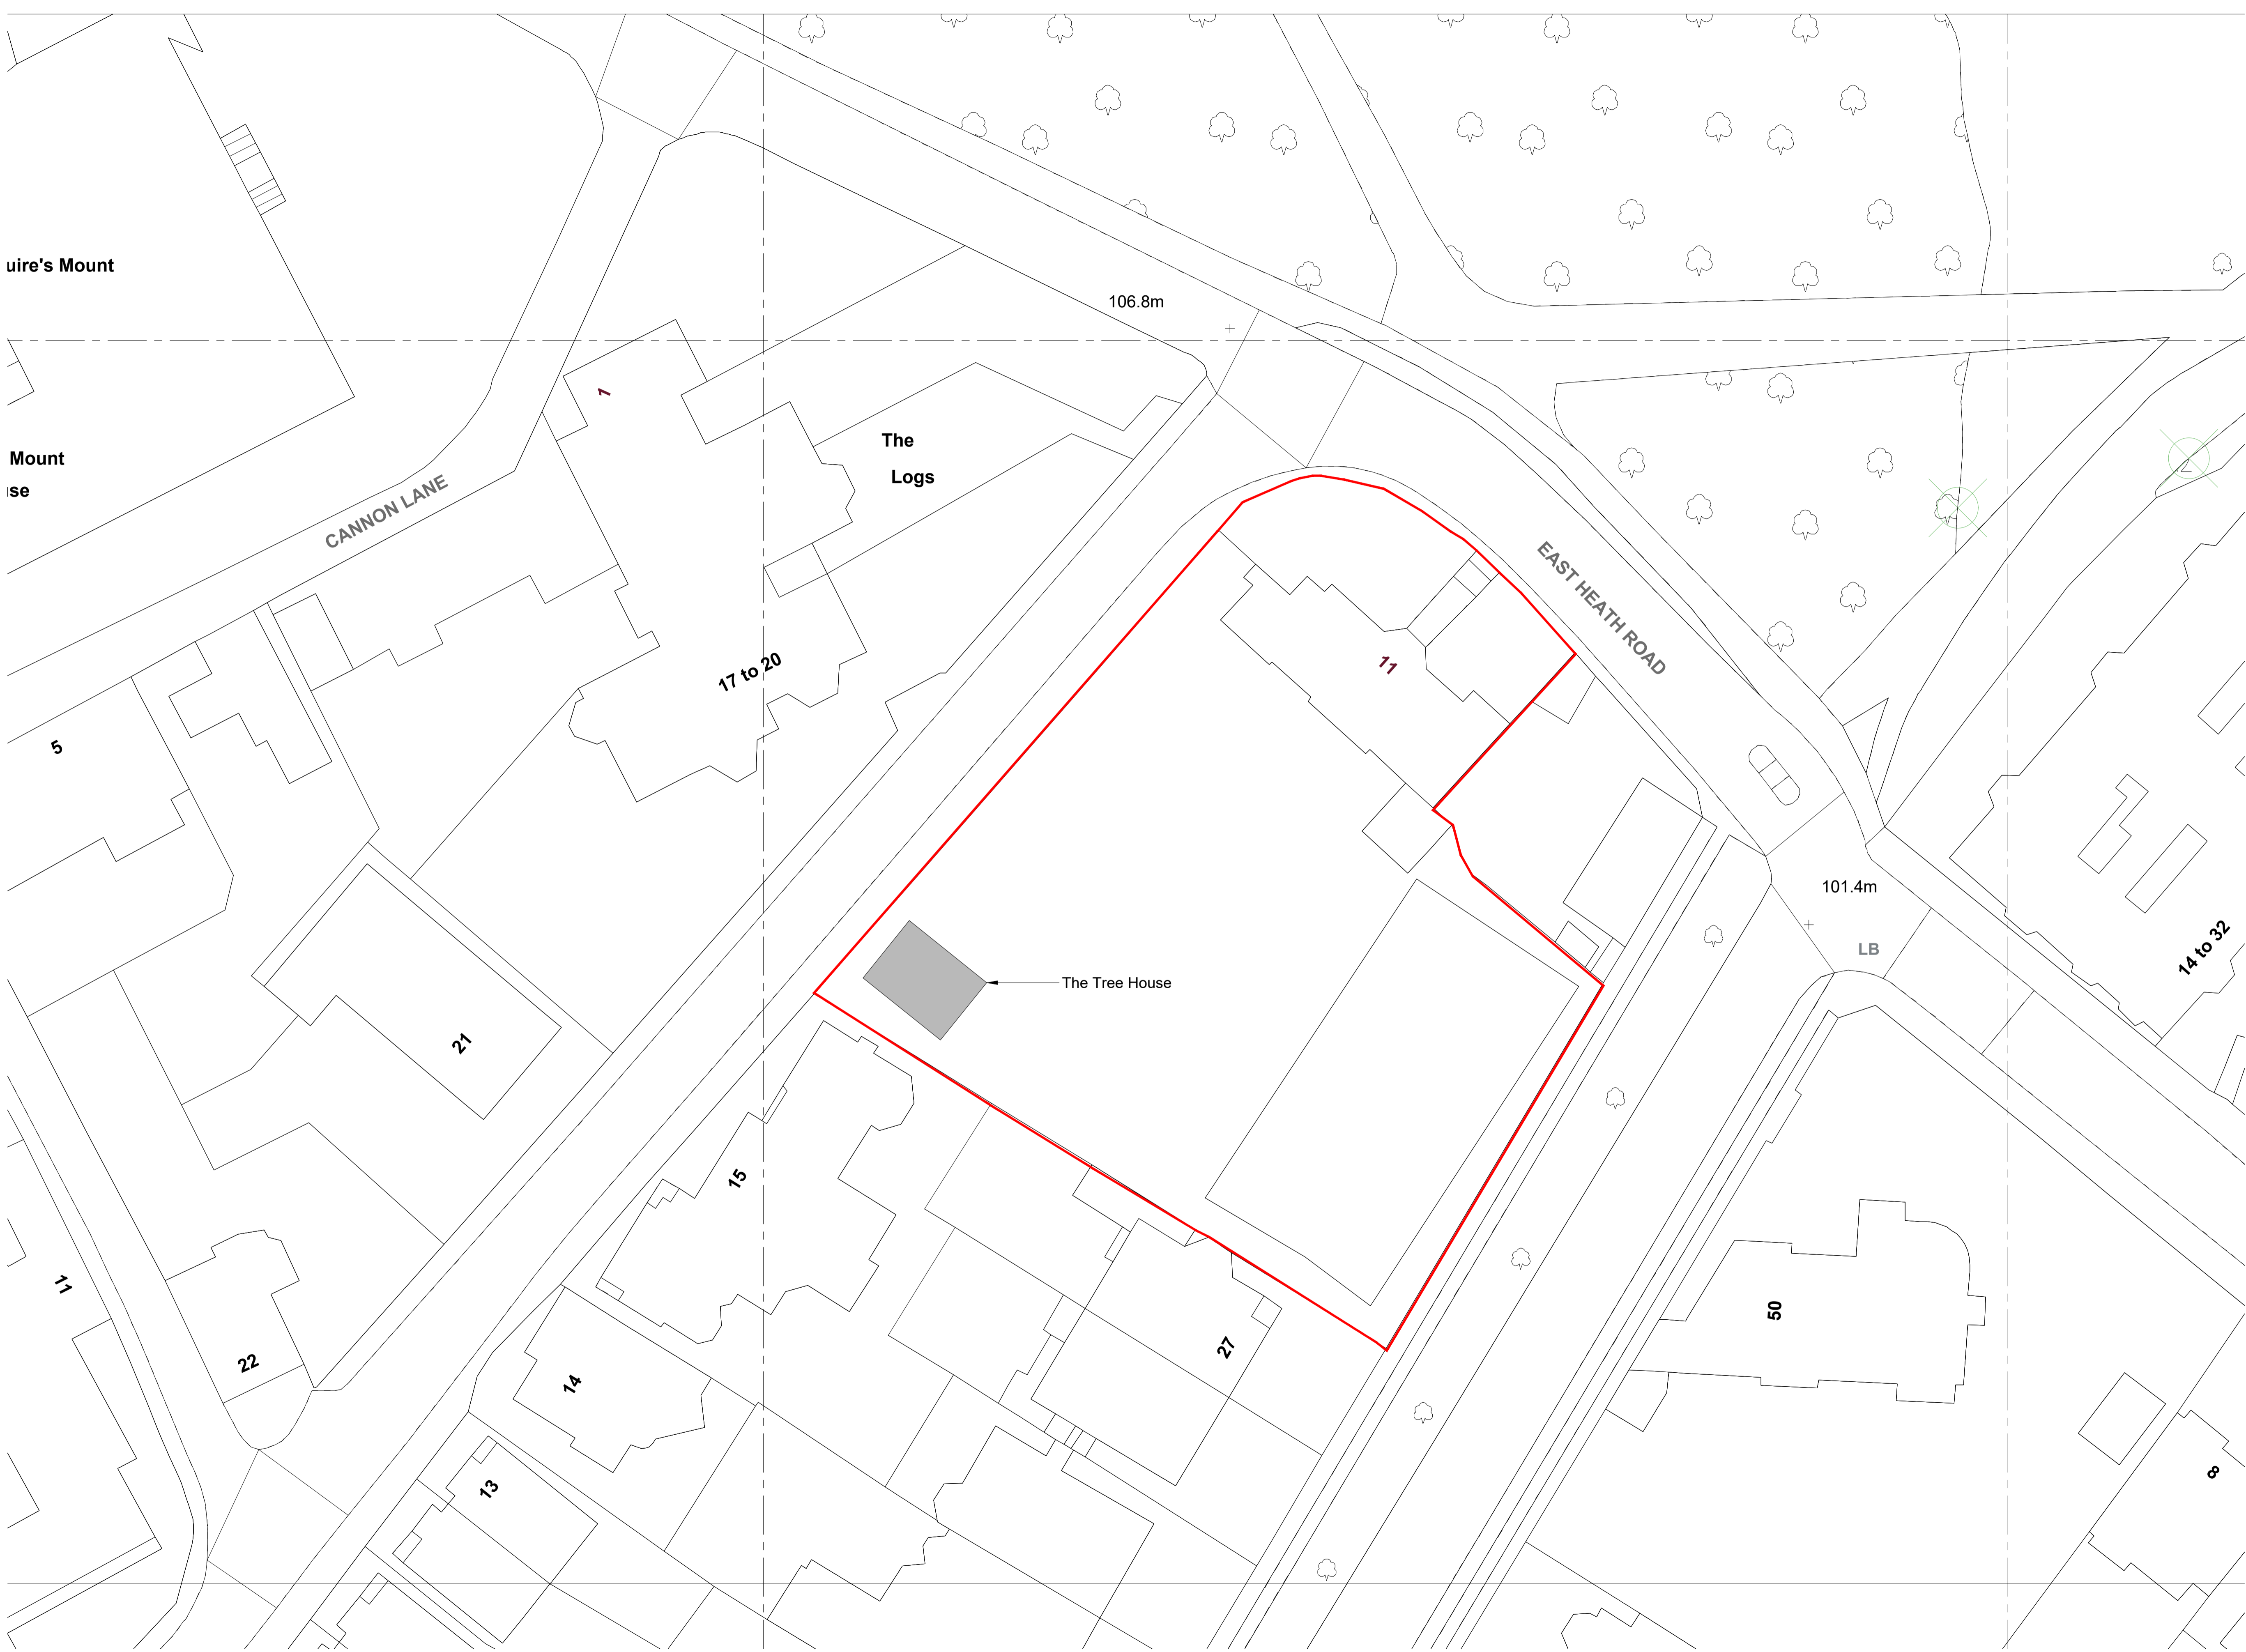 uire's Mount
106.8m
1
The
Logs
Mount
se
CANNON LANE
EAST HEATH ROAD
17 to 20
11
5
101.4m
LB
14 to 32
The Tree House
21
15
11
50
27
22
14
13
8